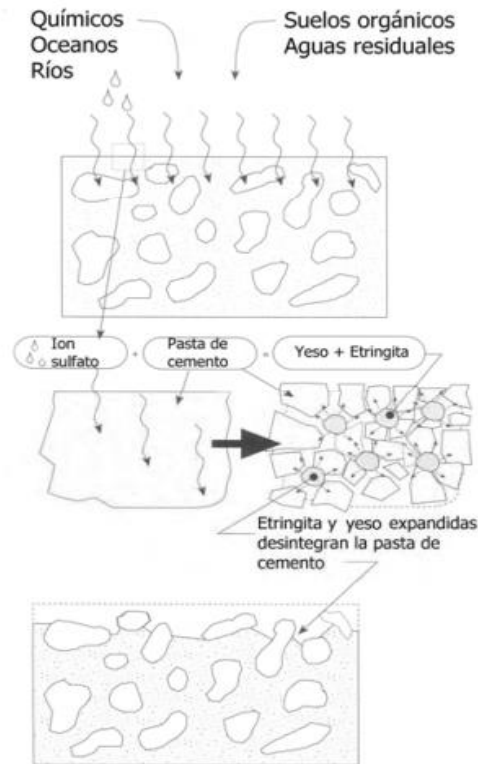 Químicos
Oceanos
Ríos
Suelos orgánicos
Aguas residuales
Ion
sulfato
+
Pasta de
cemento
=
Yeso + Etringita
Etringita y yeso expandidas
desintegran la pasta de
cemento